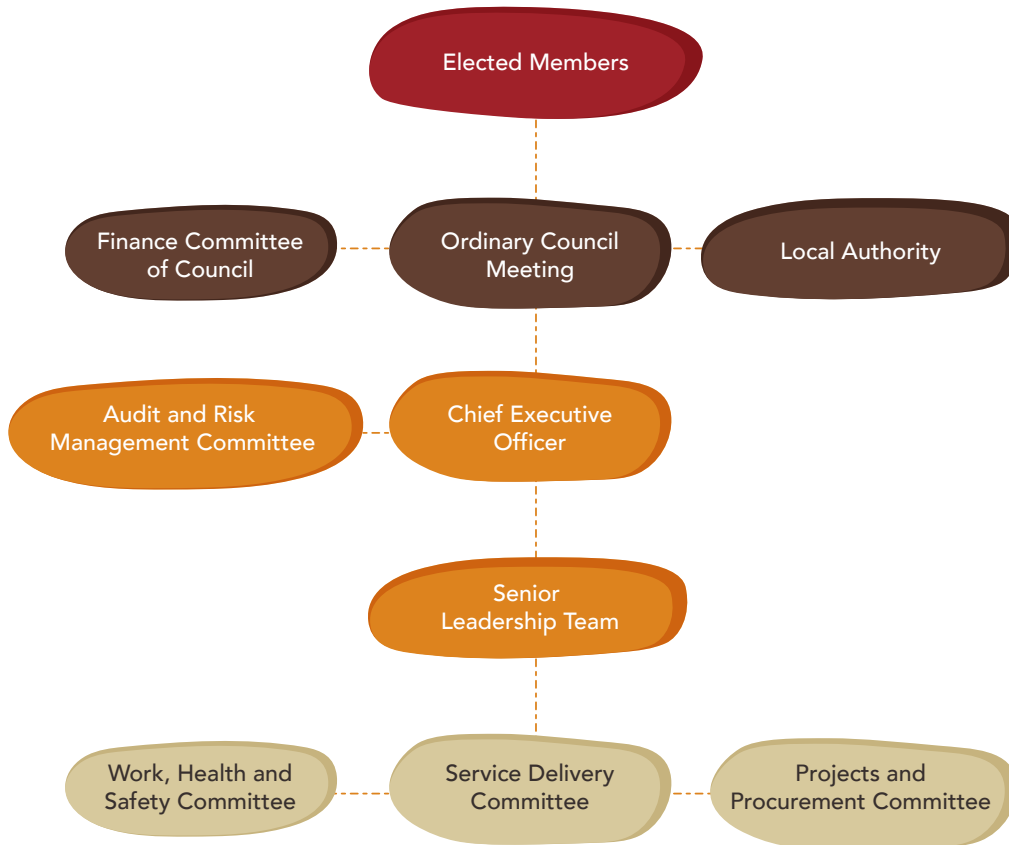 Elected Members
Finance Committee
of Council
Ordinary Council
Meeting
Local Authority
Audit and Risk
Management Committee
Chief Executive
Officer
Senior
Leadership Team
Work, Health and
Safety Committee
Service Delivery
Committee
Projects and
Procurement Committee